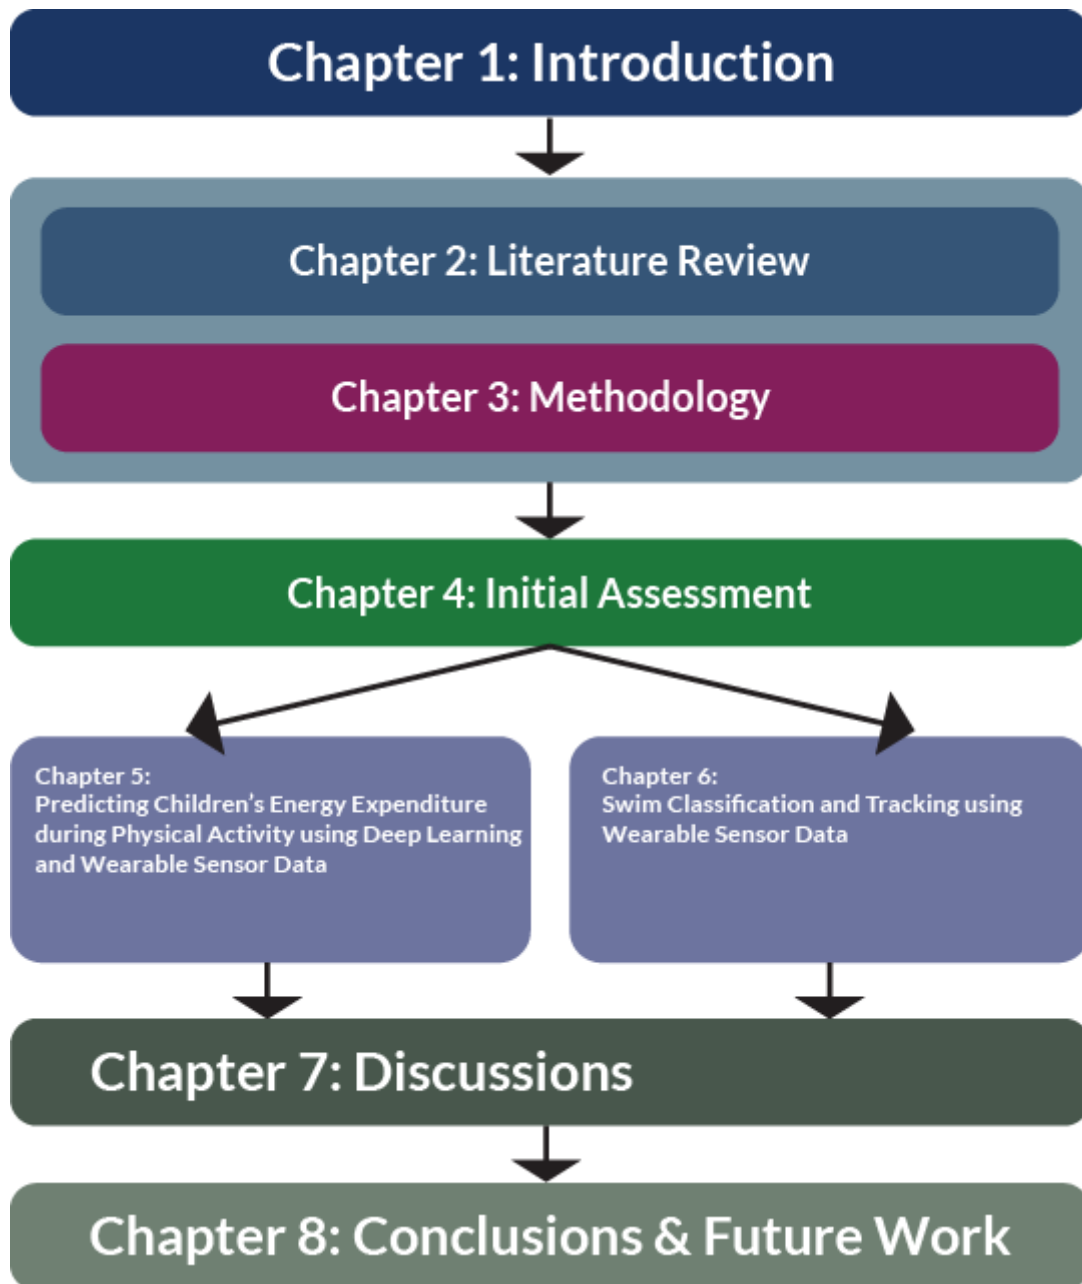 Chapter 1: Introduction
Chapter 2: Literature Review
Chapter 3: Methodology
Chapter 4: Initial Assessment
Chapter 5:
Predicting Children’s Energy Expenditure
during Physical Activity using Deep Learning
and Wearable Sensor Data
Chapter 6:
Swim Classification and Tracking using
Wearable Sensor Data
Chapter 7: Discussions
Chapter 8: Conclusions & Future Work